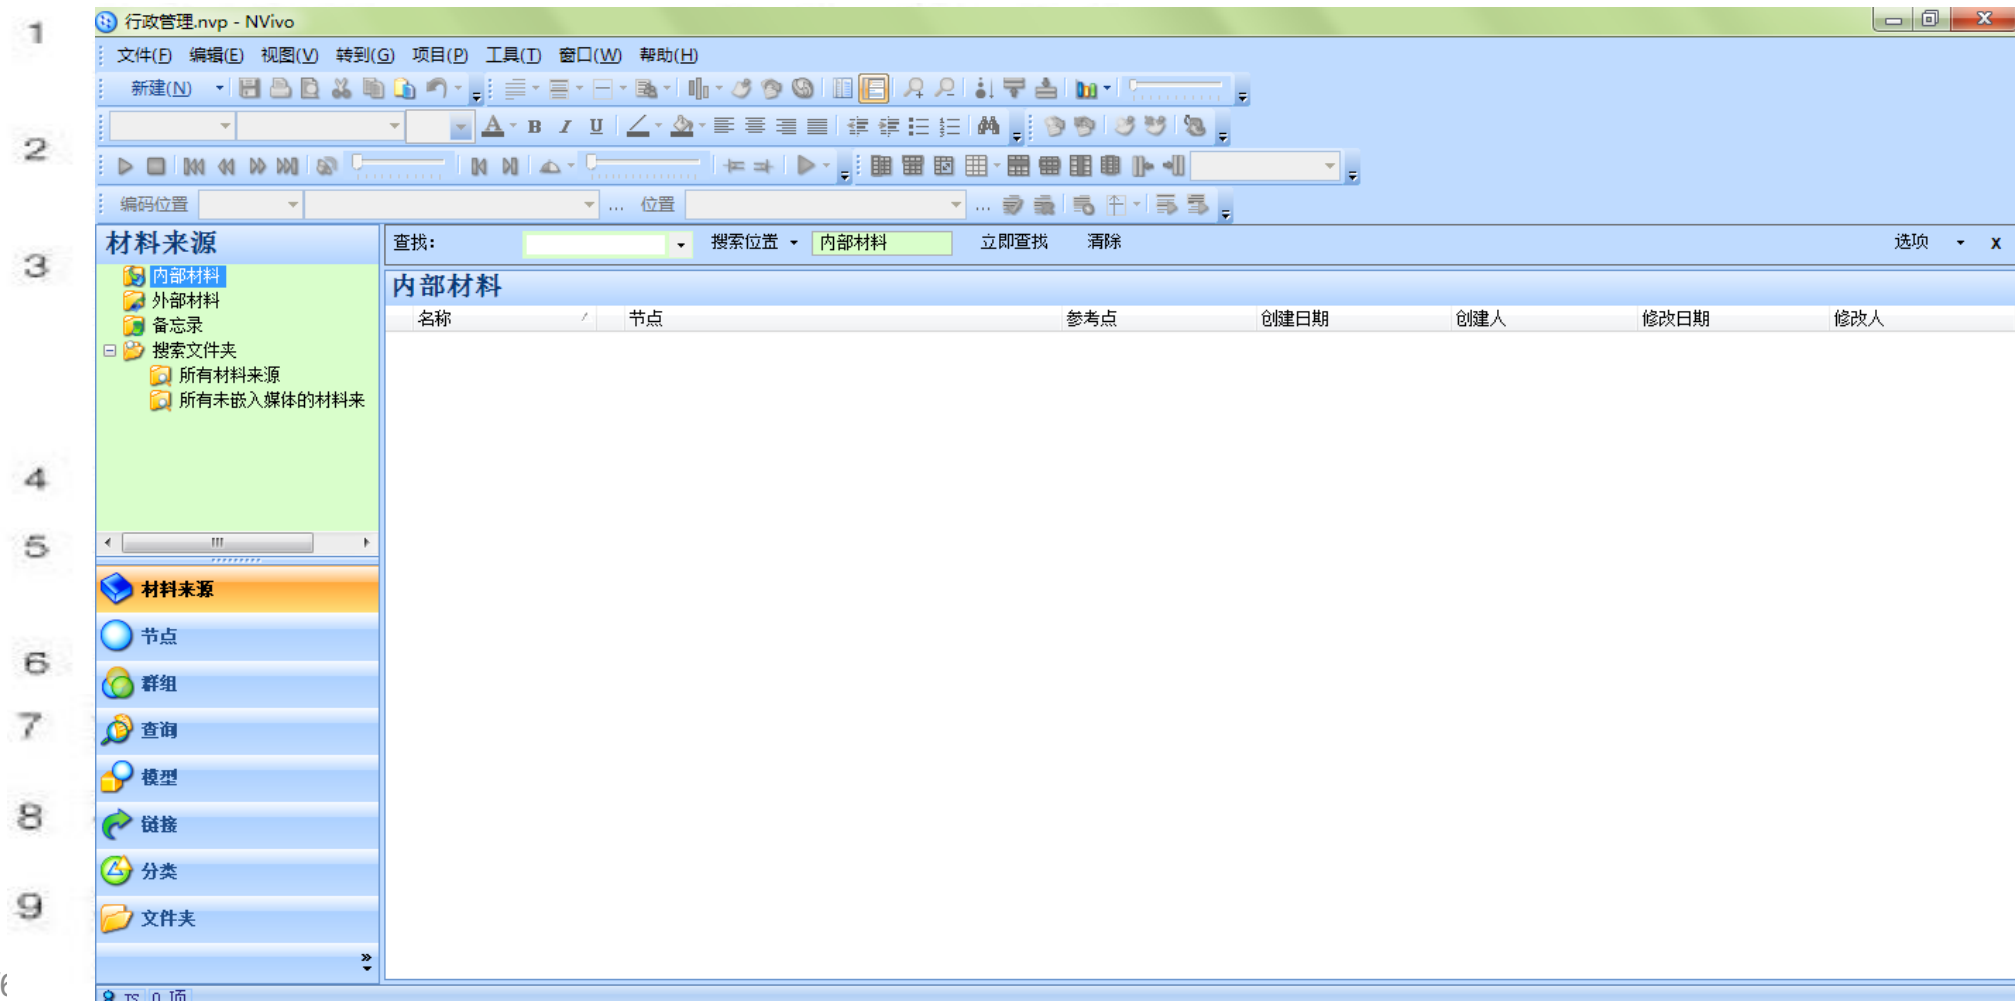 1
行政管理.nvp - NVivo
文件(F) 编辑(E) 视图(V) 转到(G) 项目(P) 工具(T) 窗口(W) 帮助(H)
新建(N)
A B I U
2
编码位置 ... 位置 ...
材料来源
查找: 搜索位置 内部材料 立即查找 清除 选项 x
3
内部材料
外部材料
备忘录
搜索文件夹
所有材料来源
所有未嵌入媒体的材料来
内部材料
名称 节点 参考点 创建日期 创建人 修改日期 修改人
4
5
材料来源
节点
6
群组
7
查询
模型
8
链接
分类
9
文件夹
TS 0 项